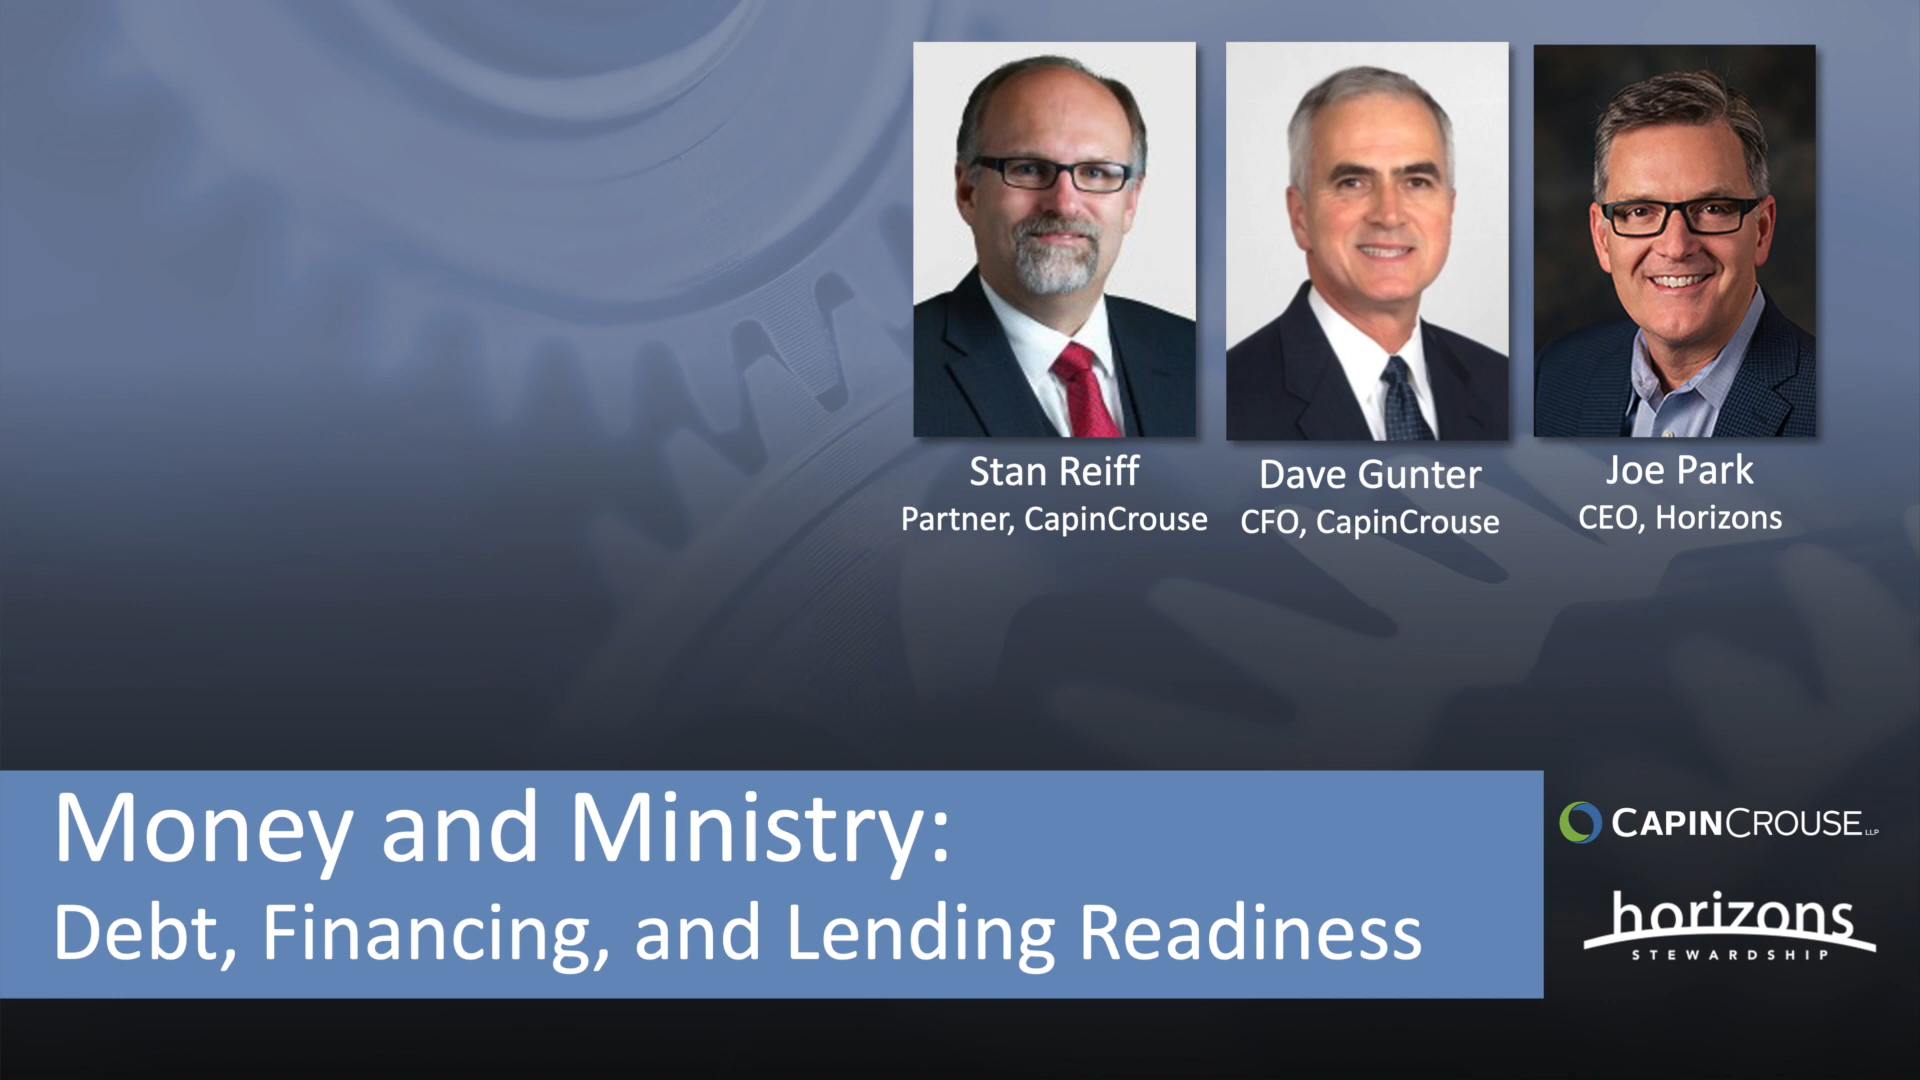 Stan Reiff
Partner, CapinCrouse
Dave Gunter
CFO, CapinCrouse
Joe Park
CEO, Horizons
Money and Ministry:
Debt, Financing, and Lending Readiness
CAPINCROUSE LLP
horizons
STEWARDSHIP